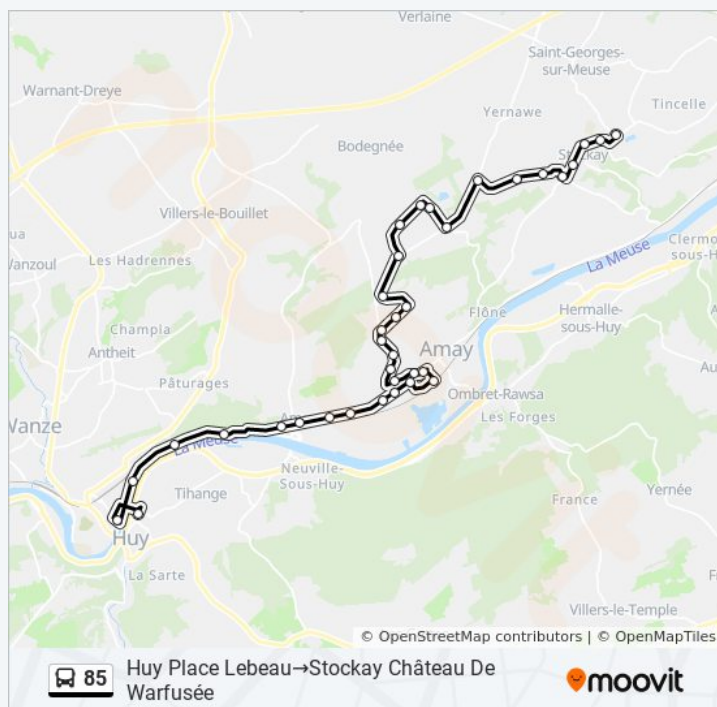 Verlaine
Saint-Georges-
sur-Meuse
Warnant-Dreye
Yernawe
Tincelle
Bodegnée
Stockay
Villers-le-Bouillet
Les Hadrennes
La Meuse
Clermo
sous-H
Champla
Flône
Hermalle-
sous-Huy
Antheit
Amay
Pâturages
Ombret-Rawsa
Les Forges
Wanze
Am
La Meuse
Neuville-
Sous-Huy
Tihange
France
Yernée
Huy
La Sarte
Villers-le-Temple
© OpenStreetMap contributors | © OpenMapTiles
85
Huy Place Lebeau→Stockay Château De
Warfusée
moovit